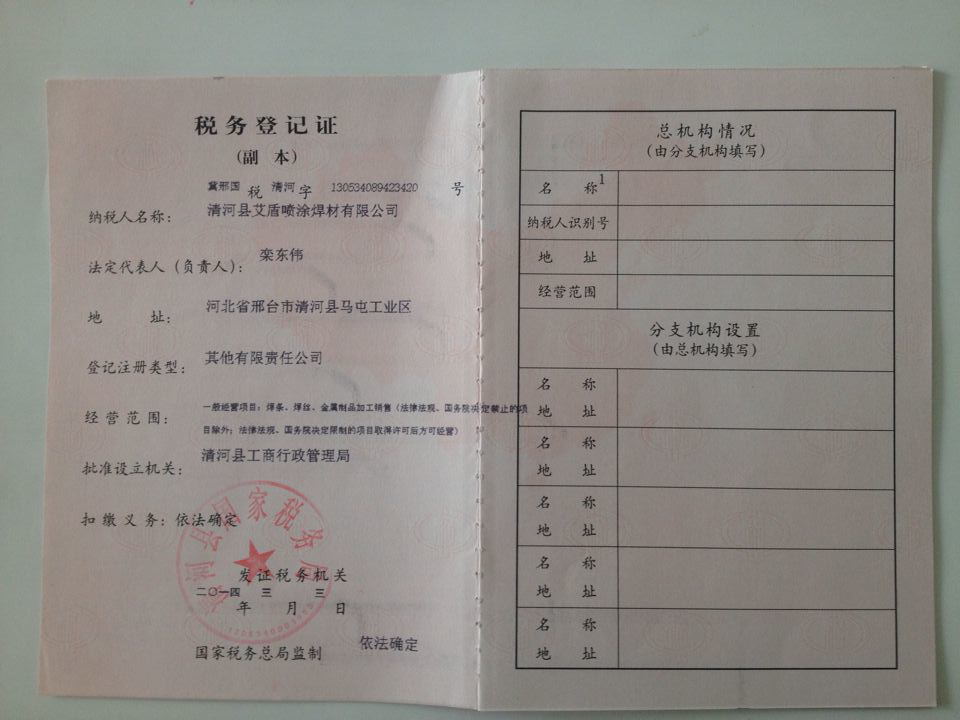 税务登记证
（副 本）
冀邢国 税 清河 字 130534089423420 号
纳税人名称： 清河县艾盾喷涂焊材有限公司
法定代表人（负责人）： 栾东伟
地 址： 河北省邢台市清河县马屯工业区
登记注册类型： 其他有限责任公司
经营范围： 一般经营项目：焊条、焊丝、金属制品加工销售（法律法规、国务院决定禁止的项
目除外；法律法规、国务院决定限制的项目取得许可后方可经营）
批准设立机关： 清河县工商行政管理局
扣缴义务：依法确定
清河县国家税务局
发证税务机关
二〇一四 年 三 月 三 日
依法确定
国家税务总局监制
总机构情况
（由分支机构填写）
名 称 1
纳税人识别号
地 址
经营范围
分支机构设置
（由总机构填写）
名 称
地 址
名 称
地 址
名 称
地 址
名 称
地 址
名 称
地 址